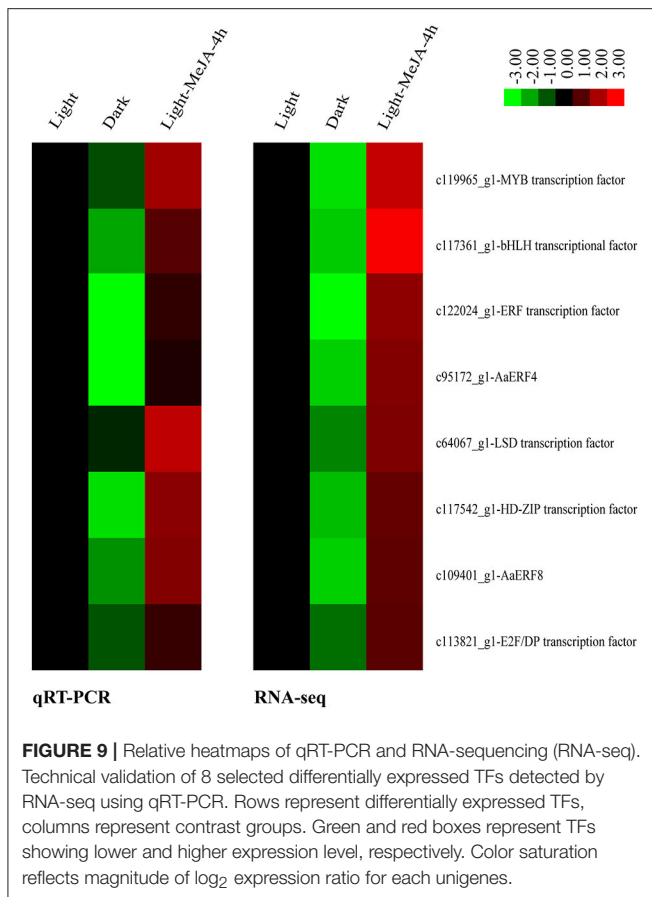 Light
Dark
Light-MeJA-4h
Light
Dark
Light-MeJA-4h
-3.00
-2.00
-1.00
0.00
1.00
2.00
3.00
c119965_g1-MYB transcription factor
c117361_g1-bHLH transcriptional factor
c122024_g1-ERF transcription factor
c95172_g1-AaERF4
c64067_g1-LSD transcription factor
c117542_g1-HD-ZIP transcription factor
c109401_g1-AaERF8
c113821_g1-E2F/DP transcription factor
qRT-PCR
RNA-seq
FIGURE 9 | Relative heatmaps of qRT-PCR and RNA-sequencing (RNA-seq).
Technical validation of 8 selected differentially expressed TFs detected by
RNA-seq using qRT-PCR. Rows represent differentially expressed TFs,
columns represent contrast groups. Green and red boxes represent TFs
showing lower and higher expression level, respectively. Color saturation
reflects magnitude of log₂ expression ratio for each unigenes.